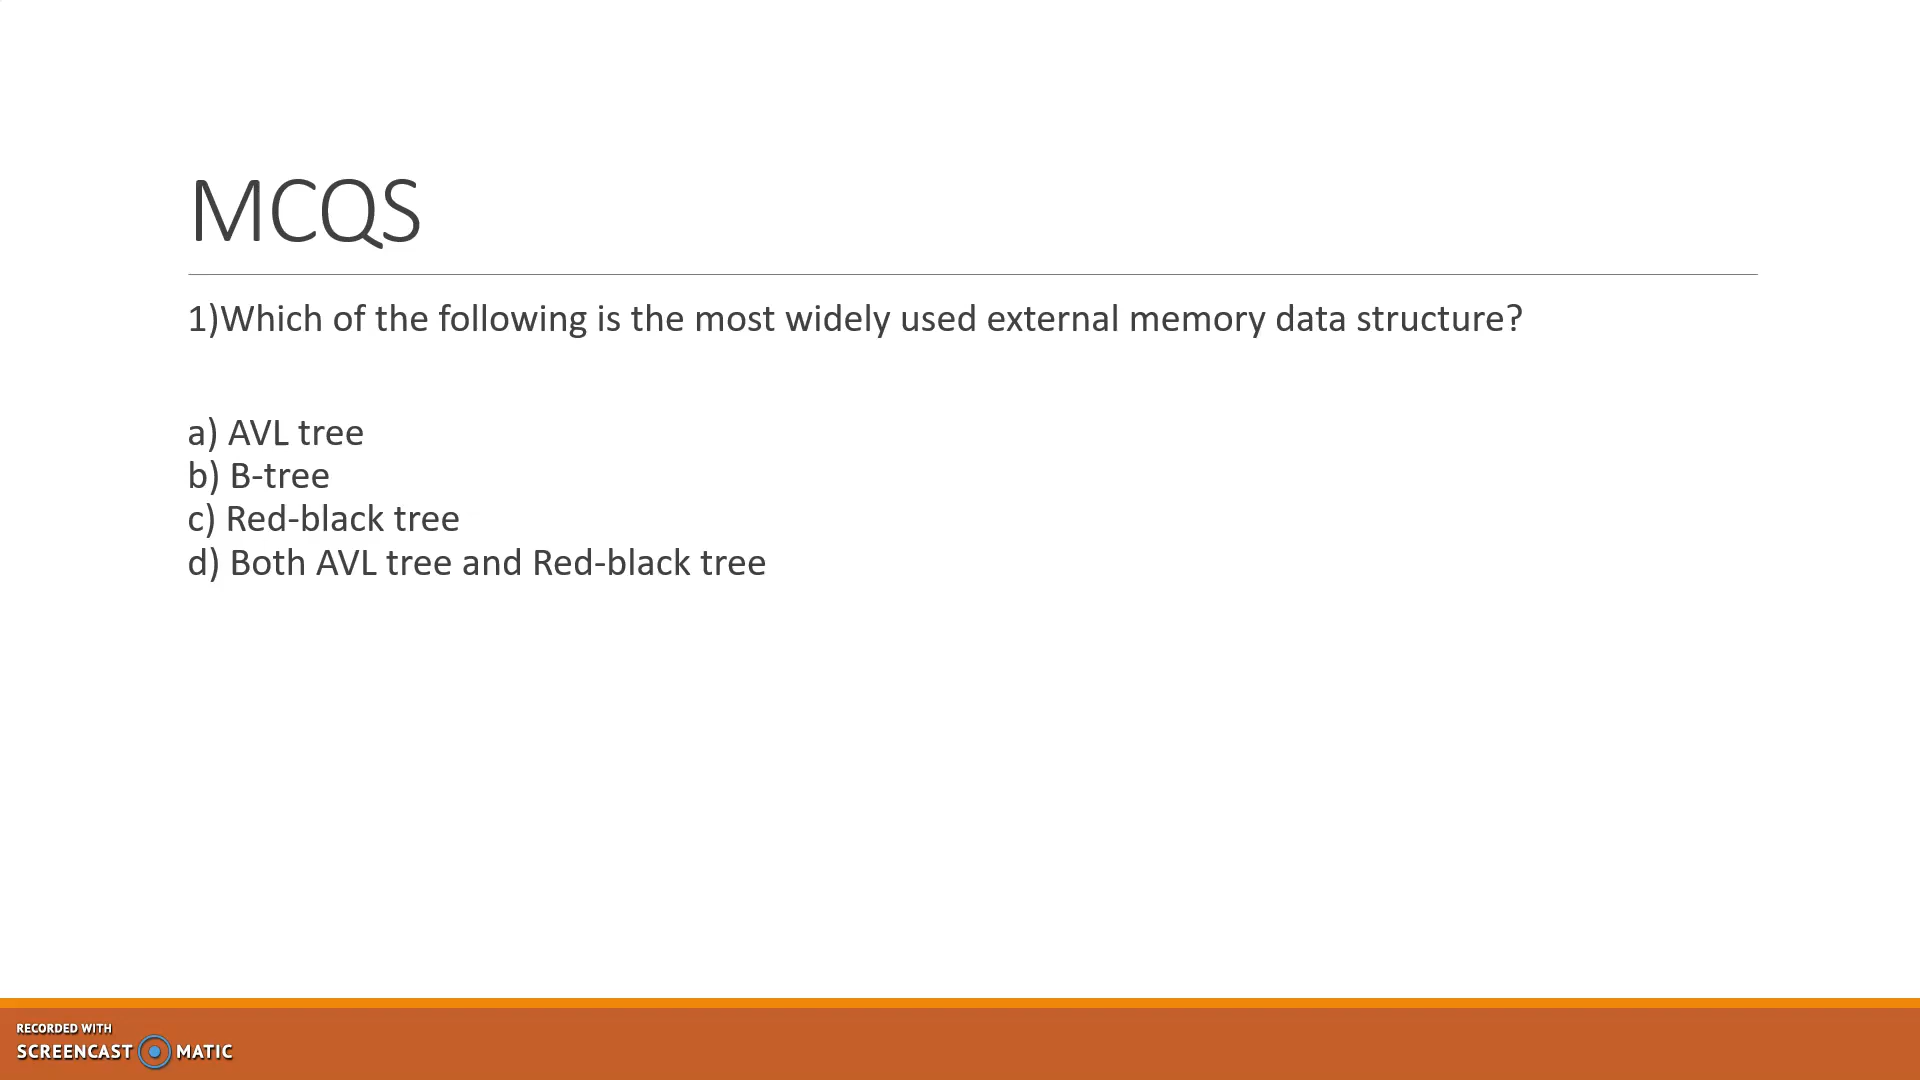 MCQS
1)Which of the following is the most widely used external memory data structure?
a) AVL tree
b) B-tree
c) Red-black tree
d) Both AVL tree and Red-black tree
RECORDED WITH
SCREENCAST MATIC